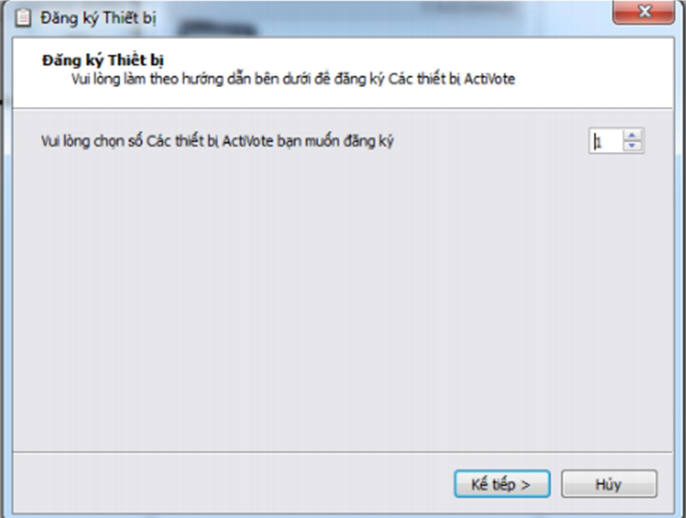 Đăng ký Thiết bị
Đăng ký Thiết bị
Vui lòng làm theo hướng dẫn bên dưới để đăng ký Các thiết bị ActiVote
Vui lòng chọn số Các thiết bị ActiVote bạn muốn đăng ký
1
Kế tiếp >
Hủy